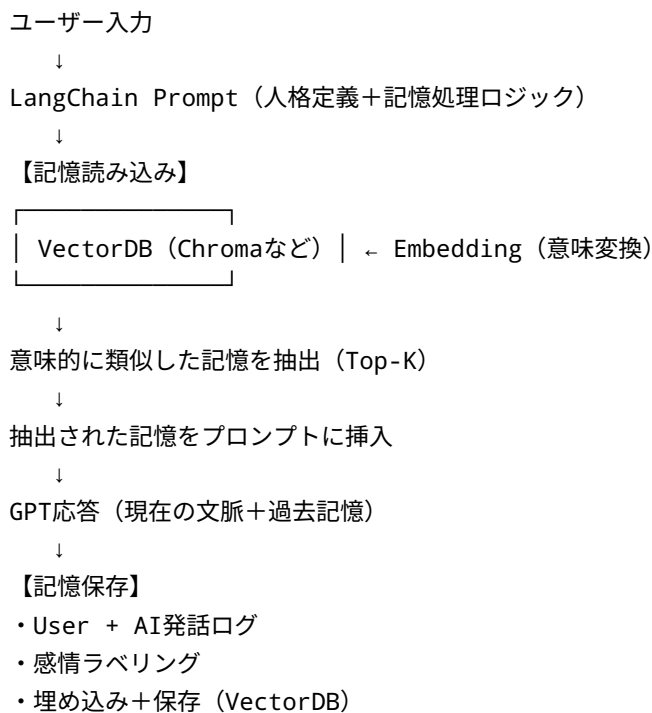 ユーザー入力
↓
LangChain Prompt（人格定義＋記憶処理ロジック）
↓
【記憶読み込み】
┌──────────────┐
│ VectorDB（Chromaなど）│ ← Embedding（意味変換）
└──────────────┘
↓
意味的に類似した記憶を抽出（Top-K）
↓
抽出された記憶をプロンプトに挿入
↓
GPT応答（現在の文脈＋過去記憶）
↓
【記憶保存】
・User + AI発話ログ
・感情ラベリング
・埋め込み＋保存（VectorDB）